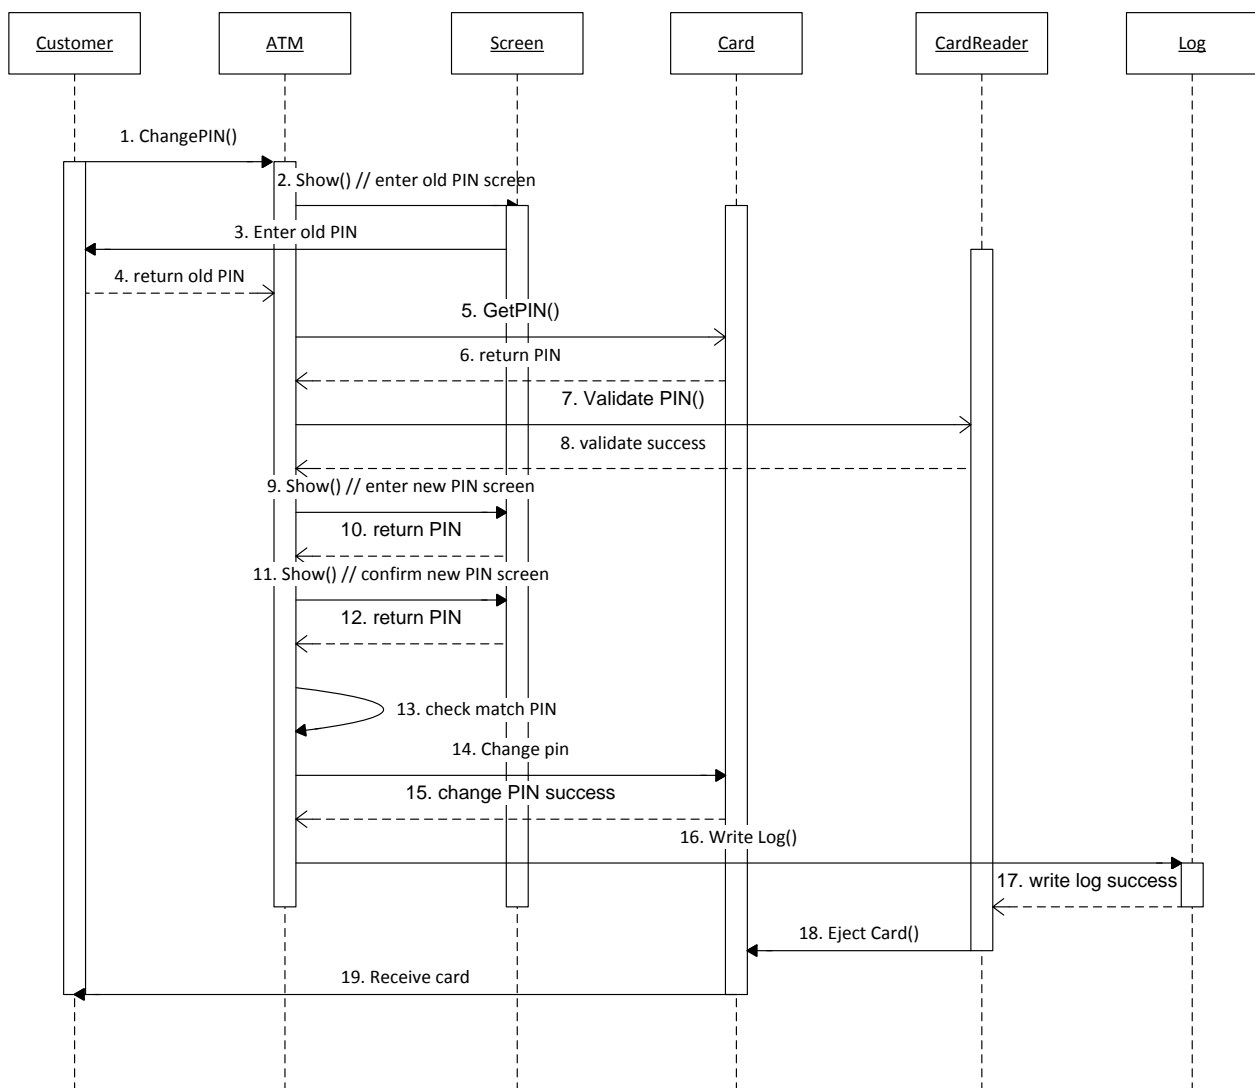 Customer
ATM
Screen
Card
CardReader
Log
1. ChangePIN()
2. Show() // enter old PIN screen
3. Enter old PIN
4. return old PIN
5. GetPIN()
6. return PIN
7. Validate PIN()
8. validate success
9. Show() // enter new PIN screen
10. return PIN
11. Show() // confirm new PIN screen
12. return PIN
13. check match PIN
14. Change pin
15. change PIN success
16. Write Log()
17. write log success
18. Eject Card()
19. Receive card